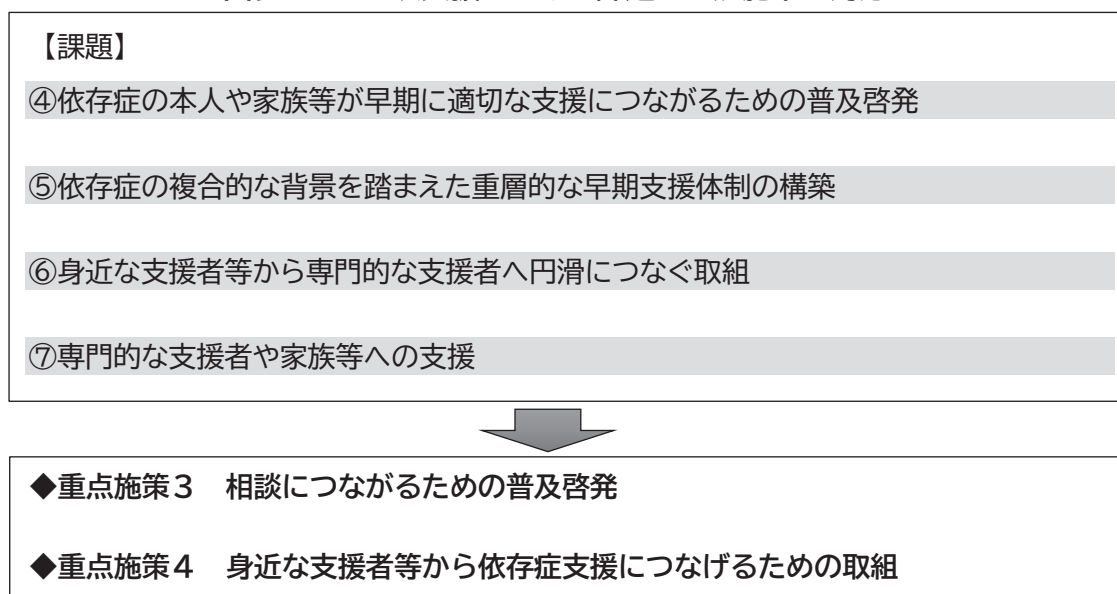 【課題】
④依存症の本人や家族等が早期に適切な支援につながるための普及啓発
⑤依存症の複合的な背景を踏まえた重層的な早期支援体制の構築
⑥身近な支援者等から専門的な支援者へ円滑につなぐ取組
⑦専門的な支援者や家族等への支援
◆重点施策３　相談につながるための普及啓発
◆重点施策４　身近な支援者等から依存症支援につなげるための取組